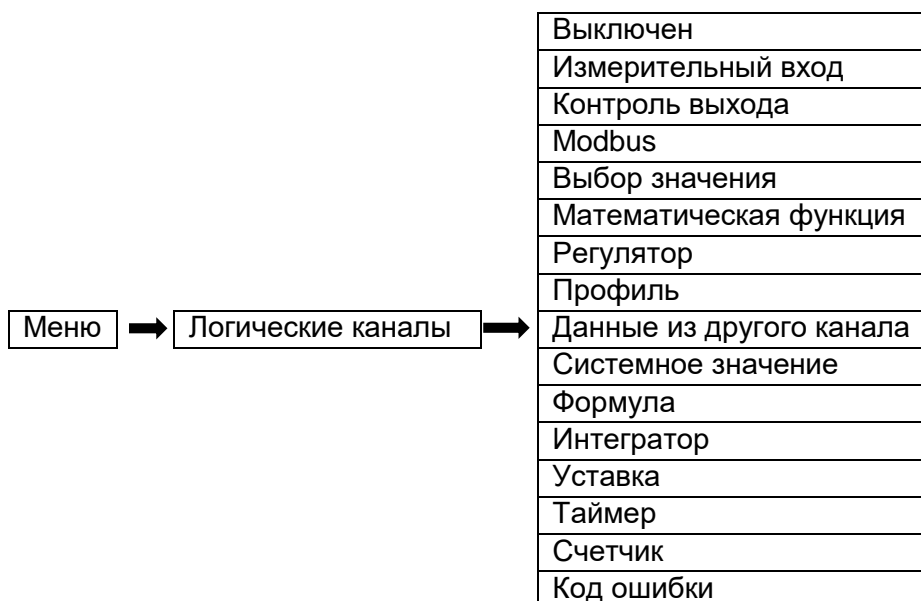 Выключен
Измерительный вход
Контроль выхода
Modbus
Выбор значения
Математическая функция
Регулятор
Профиль
Меню
Логические каналы
Данные из другого канала
Системное значение
Формула
Интегратор
Уставка
Таймер
Счетчик
Код ошибки